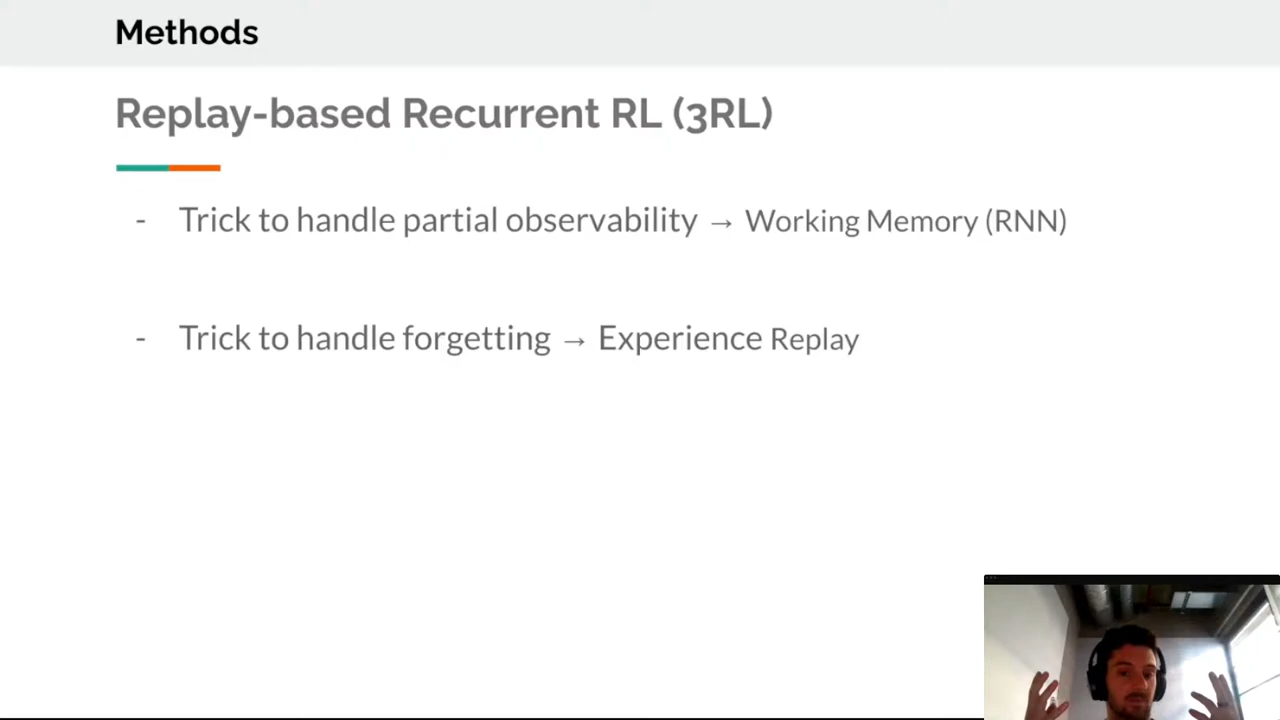 Methods
Replay-based Recurrent RL (3RL)
- Trick to handle partial observability → Working Memory (RNN)
- Trick to handle forgetting → Experience Replay